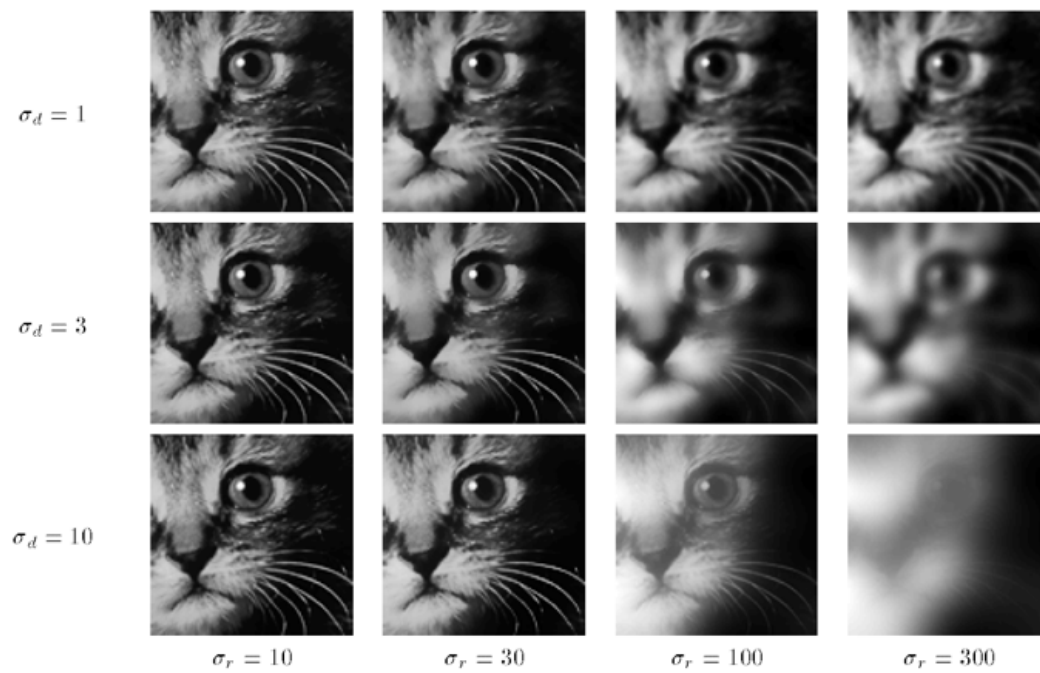 σ_d = 1
σ_d = 3
σ_d = 10
σ_r = 10 σ_r = 30 σ_r = 100 σ_r = 300